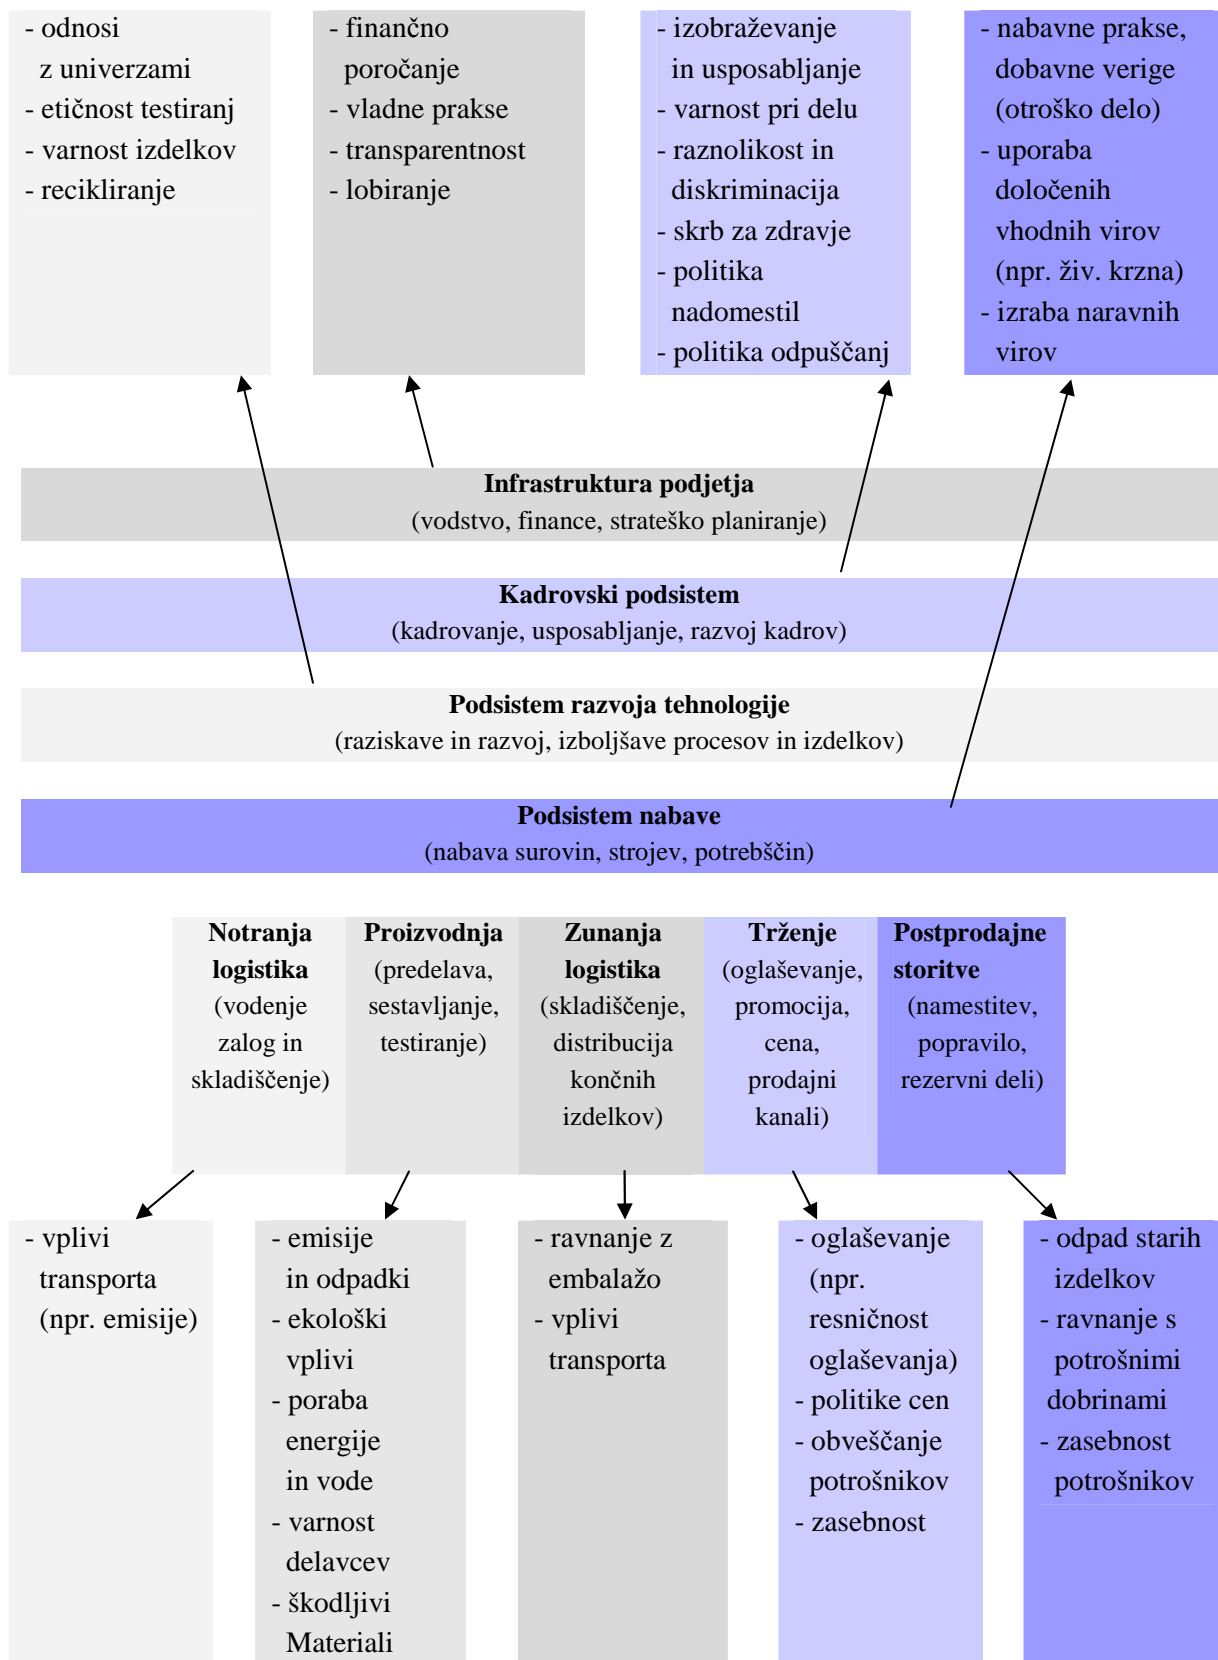 - odnosi
z univerzami
- etičnost testiranj
- varnost izdelkov
- recikliranje
- finančno
poročanje
- vladne prakse
- transparentnost
- lobiranje
- izobraževanje
in usposabljanje
- varnost pri delu
- raznolikost in
diskriminacija
- skrb za zdravje
- politika
nadomestil
- politika odpuščanj
- nabavne prakse,
dobavne verige
(otroško delo)
- uporaba
določenih
vhodnih virov
(npr. živ. krzna)
- izraba naravnih
virov
Infrastruktura podjetja
(vodstvo, finance, strateško planiranje)
Kadrovski podsistem
(kadrovanje, usposabljanje, razvoj kadrov)
Podsistem razvoja tehnologije
(raziskave in razvoj, izboljšave procesov in izdelkov)
Podsistem nabave
(nabava surovin, strojev, potrebščin)
Notranja
logistika
(vodenje
zalog in
skladiščenje)
Proizvodnja
(predelava,
sestavljanje,
testiranje)
Zunanja
logistika
(skladiščenje,
distribucija
končnih
izdelkov)
Trženje
(oglaševanje,
promocija,
cena,
prodajni
kanali)
Postprodajne
storitve
(namestitev,
popravilo,
rezervni deli)
- vplivi
transporta
(npr. emisije)
- emisije
in odpadki
- ekološki
vplivi
- poraba
energije
in vode
- varnost
delavcev
- škodljivi
Materiali
- ravnanje z
embalažo
- vplivi
transporta
- oglaševanje
(npr.
resničnost
oglaševanja)
- politike cen
- obveščanje
potrošnikov
- zasebnost
- odpad starih
izdelkov
- ravnanje s
potrošnimi
dobrinami
- zasebnost
potrošnikov